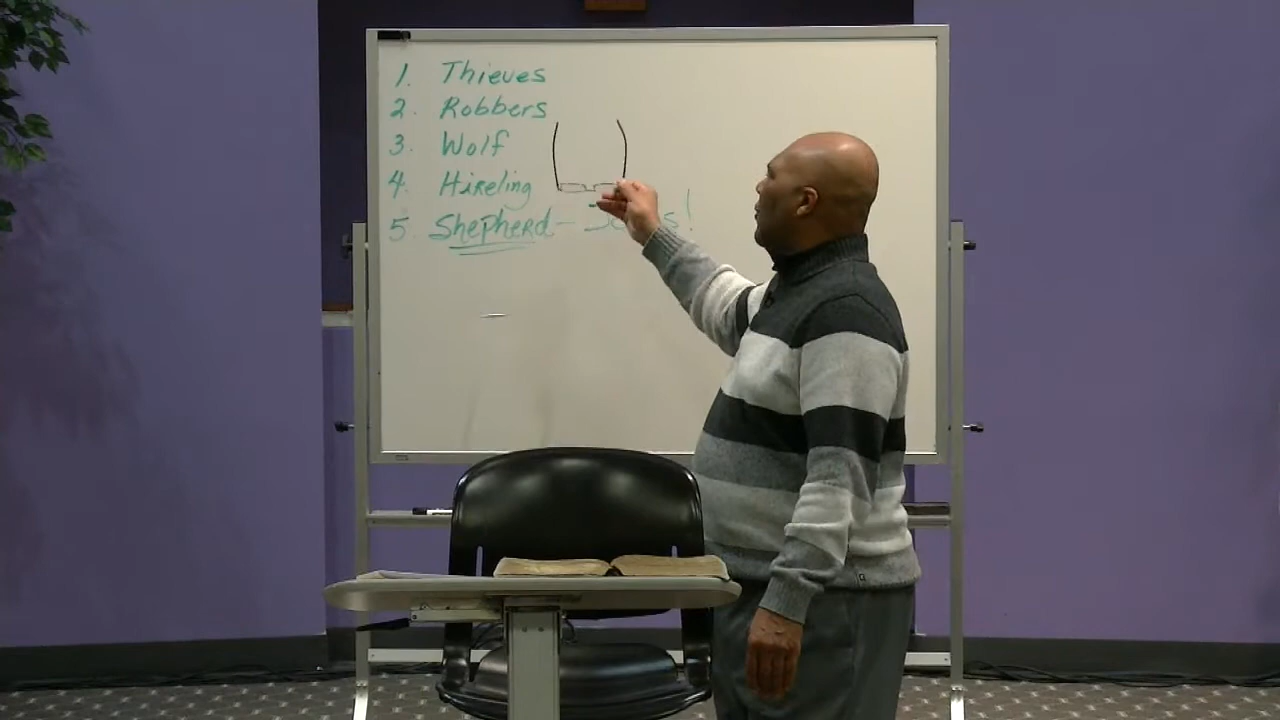 1. Thieves
2. Robbers
3. Wolf
4. Hireling
5 Shepherd -